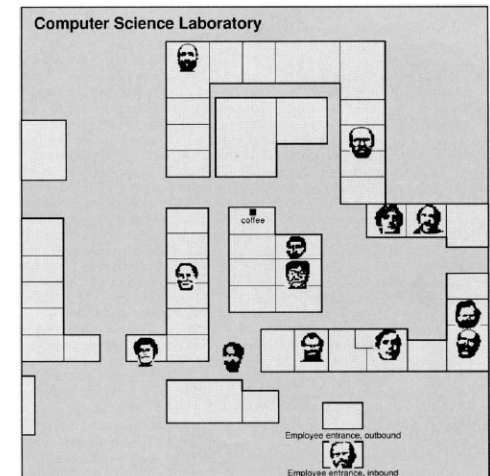 Computer Science Laboratory
coffee
Employee entrance, outbound
Employee entrance, inbound